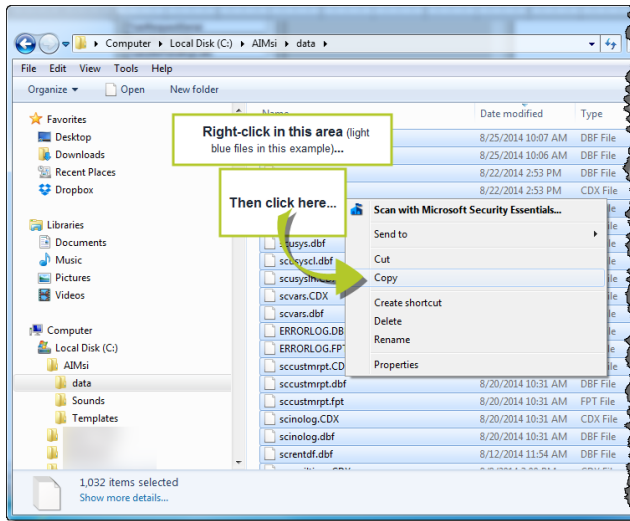 Computer ▸ Local Disk (C:) ▸ AIMsi ▸ data ▸
File Edit View Tools Help
Organize Open New folder
Favorites
Desktop
Downloads
Recent Places
Dropbox
Libraries
Documents
Music
Pictures
Videos
Computer
Local Disk (C:)
AIMsi
data
Sounds
Templates
Name Date modified Type
8/25/2014 10:07 AM DBF File
8/25/2014 10:06 AM DBF File
8/22/2014 2:53 PM DBF File
8/22/2014 2:53 PM CDX File
Right-click in this area (light
blue files in this example)...
Then click here...
Scan with Microsoft Security Essentials...
Send to
Cut
Copy
Create shortcut
Delete
Rename
Properties
scusys.dbf
scusyscl.dbf
scusysin.CDX
scvars.CDX
scvars.dbf
ERRORLOG.DB
ERRORLOG.FPT
sccustmrpt.CD
sccustmrpt.dbf 8/20/2014 10:31 AM DBF File
sccustmrpt.fpt 8/20/2014 10:31 AM FPT File
scinolog.CDX 8/20/2014 10:31 AM CDX File
scinolog.dbf 8/20/2014 10:31 AM DBF File
screntdf.dbf 8/12/2014 11:54 AM DBF File
1,032 items selected
Show more details...